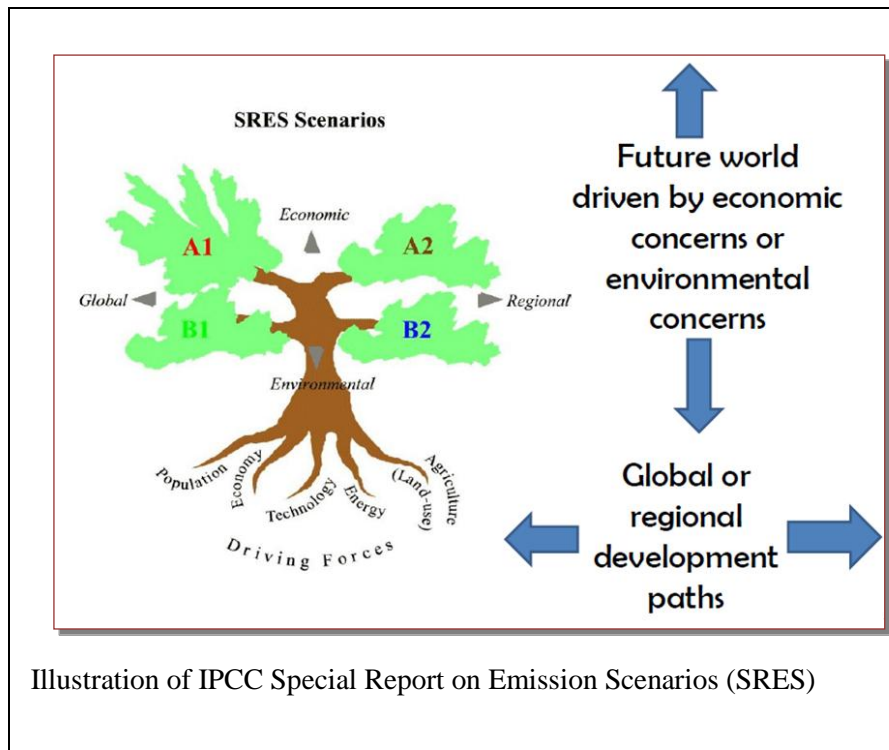 SRES Scenarios
Economic
A1
A2
Global
Regional
B1
B2
Environmental
Population
Economy
Technology
Energy
(Land-use)
Agriculture
Driving Forces
Future world
driven by economic
concerns or
environmental
concerns
Global or
regional
development
paths
Illustration of IPCC Special Report on Emission Scenarios (SRES)